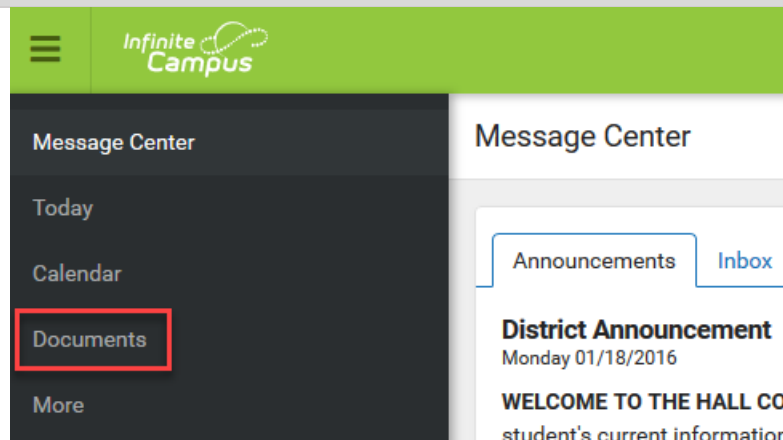 Infinite
Campus
Message Center
Today
Calendar
Documents
More
Message Center
Announcements Inbox
District Announcement
Monday 01/18/2016
WELCOME TO THE HALL CO
student's current information